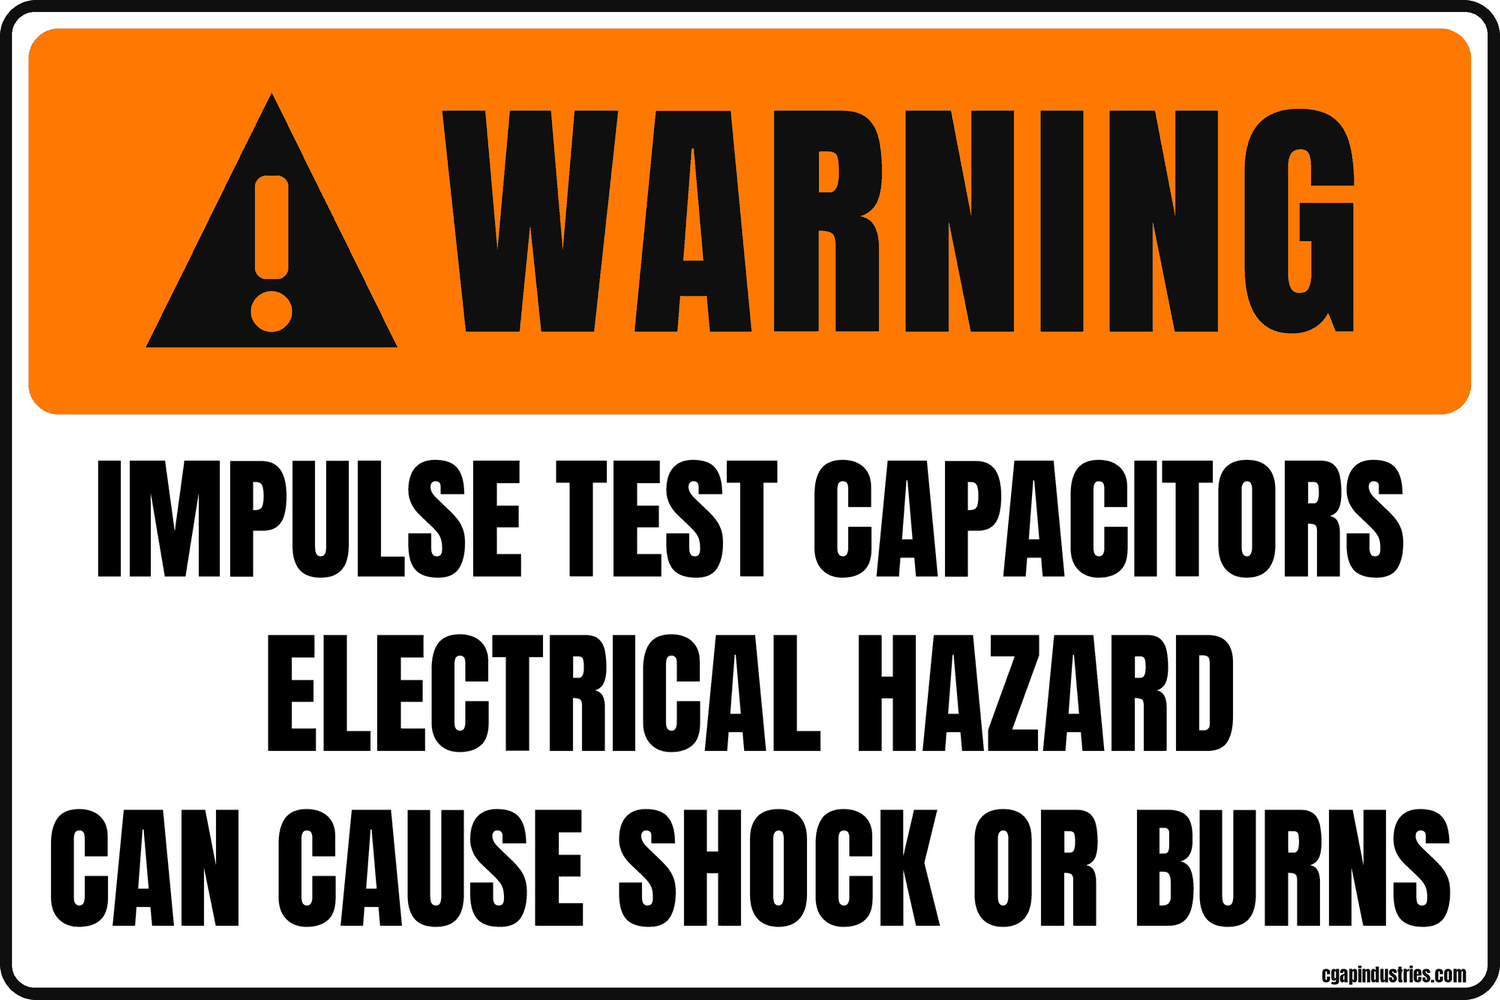 WARNING
IMPULSE TEST CAPACITORS
ELECTRICAL HAZARD
CAN CAUSE SHOCK OR BURNS
cgapindustries.com